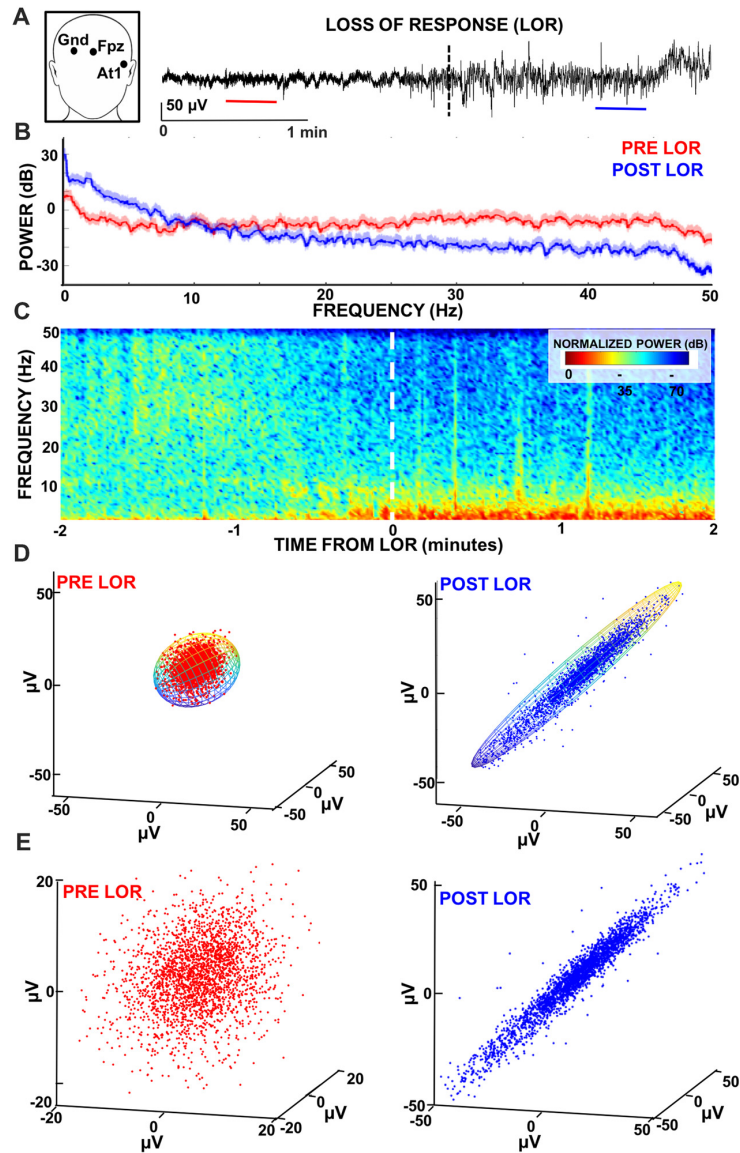 A
Gnd
Fpz
At1
LOSS OF RESPONSE (LOR)
50 µV
0
1 min
B
PRE LOR
POST LOR
POWER (dB)
30
0
-30
0
10
20
30
40
50
FREQUENCY (Hz)
C
NORMALIZED POWER (dB)
0
-
-
35
70
FREQUENCY (Hz)
50
40
30
20
10
-2
-1
0
1
2
TIME FROM LOR (minutes)
D
PRE LOR
50
µV
0
-50
-50
0
50
µV
-50
0
50
µV
POST LOR
50
µV
0
-50
-50
0
50
µV
-50
0
50
µV
E
PRE LOR
20
µV
0
-20
-20
0
20
µV
-20
0
20
µV
POST LOR
50
µV
0
-50
-50
0
50
µV
-50
0
50
µV